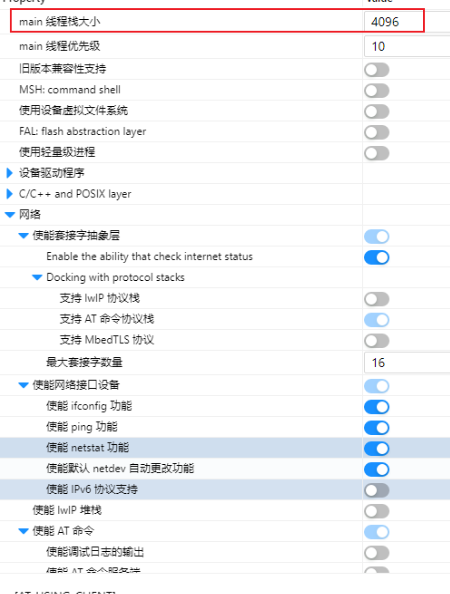 Property Value
main 线程栈大小 4096
main 线程优先级 10
旧版本兼容性支持
MSH: command shell
使用设备虚拟文件系统
FAL: flash abstraction layer
使用轻量级进程
设备驱动程序
C/C++ and POSIX layer
网络
使能套接字抽象层
Enable the ability that check internet status
Docking with protocol stacks
支持 lwIP 协议栈
支持 AT 命令协议栈
支持 MbedTLS 协议
最大套接字数量 16
使能网络接口设备
使能 ifconfig 功能
使能 ping 功能
使能 netstat 功能
使能默认 netdev 自动更改功能
使能 IPv6 协议支持
使能 lwIP 堆栈
使能 AT 命令
使能调试日志的输出
使能 AT 命令服务端
[AT_USING_CLIENT]